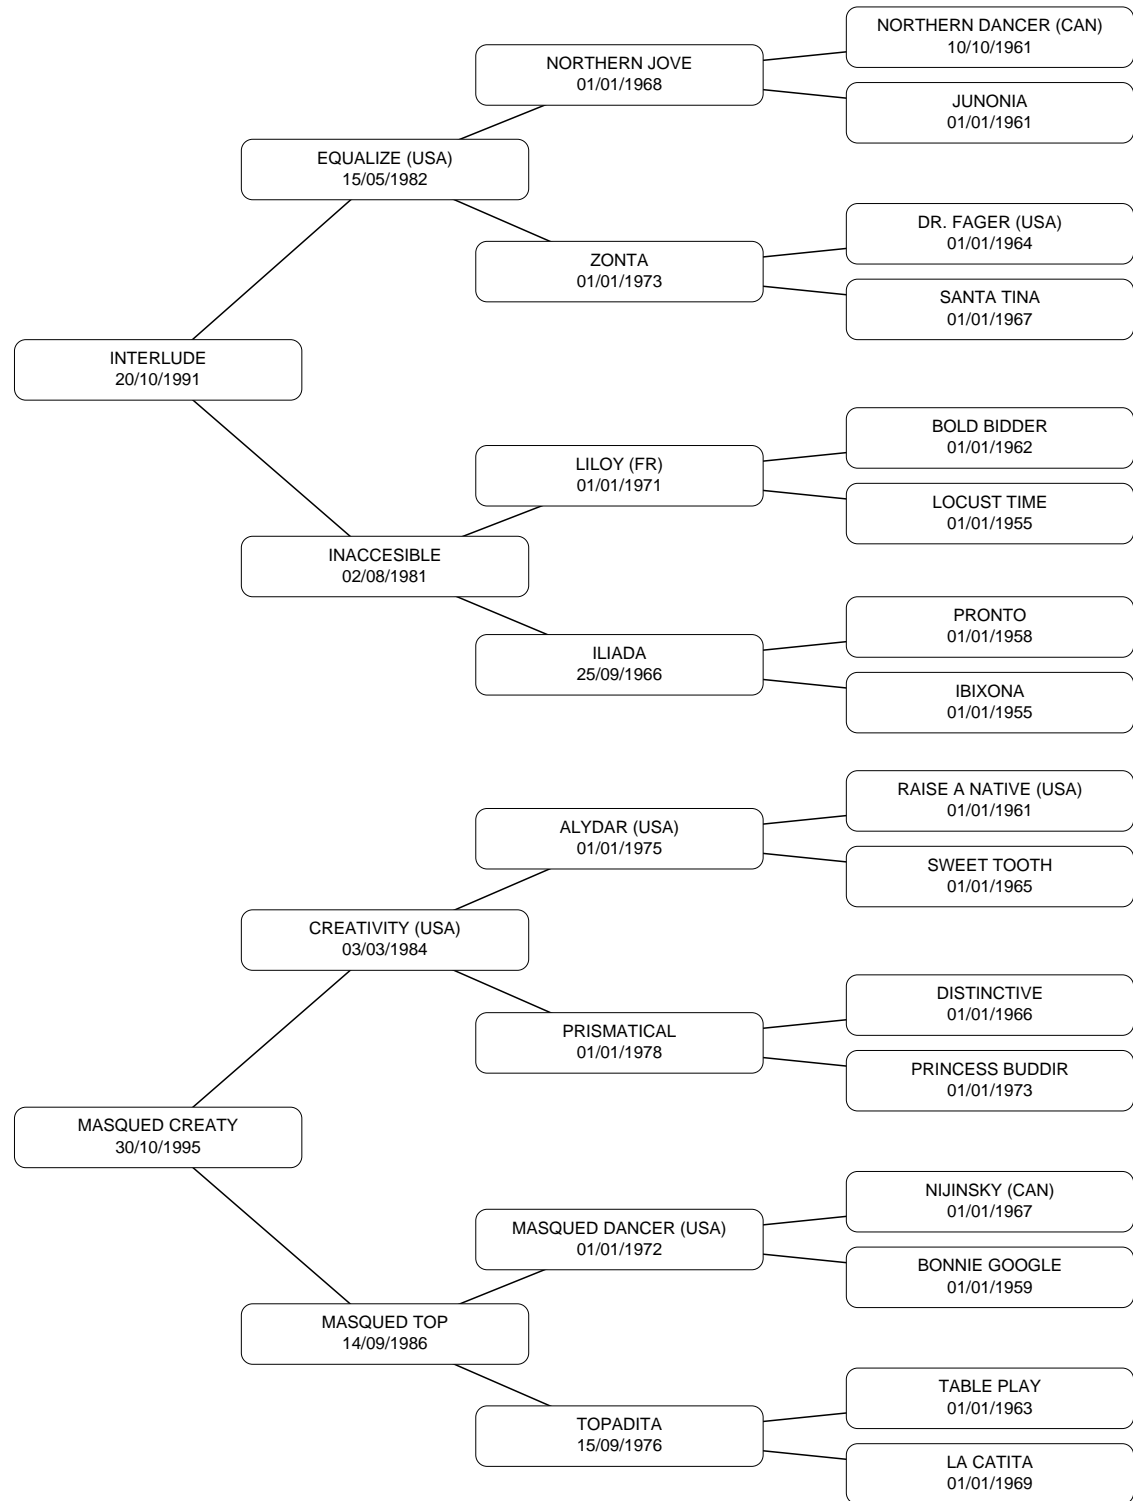 NORTHERN DANCER (CAN)
10/10/1961
NORTHERN JOVE
01/01/1968
JUNONIA
01/01/1961
EQUALIZE (USA)
15/05/1982
DR. FAGER (USA)
01/01/1964
ZONTA
01/01/1973
SANTA TINA
01/01/1967
INTERLUDE
20/10/1991
BOLD BIDDER
01/01/1962
LILOY (FR)
01/01/1971
LOCUST TIME
01/01/1955
INACCESIBLE
02/08/1981
PRONTO
01/01/1958
ILIADA
25/09/1966
IBIXONA
01/01/1955
RAISE A NATIVE (USA)
01/01/1961
ALYDAR (USA)
01/01/1975
SWEET TOOTH
01/01/1965
CREATIVITY (USA)
03/03/1984
DISTINCTIVE
01/01/1966
PRISMATICAL
01/01/1978
PRINCESS BUDDIR
01/01/1973
MASQUED CREATY
30/10/1995
NIJINSKY (CAN)
01/01/1967
MASQUED DANCER (USA)
01/01/1972
BONNIE GOOGLE
01/01/1959
MASQUED TOP
14/09/1986
TABLE PLAY
01/01/1963
TOPADITA
15/09/1976
LA CATITA
01/01/1969